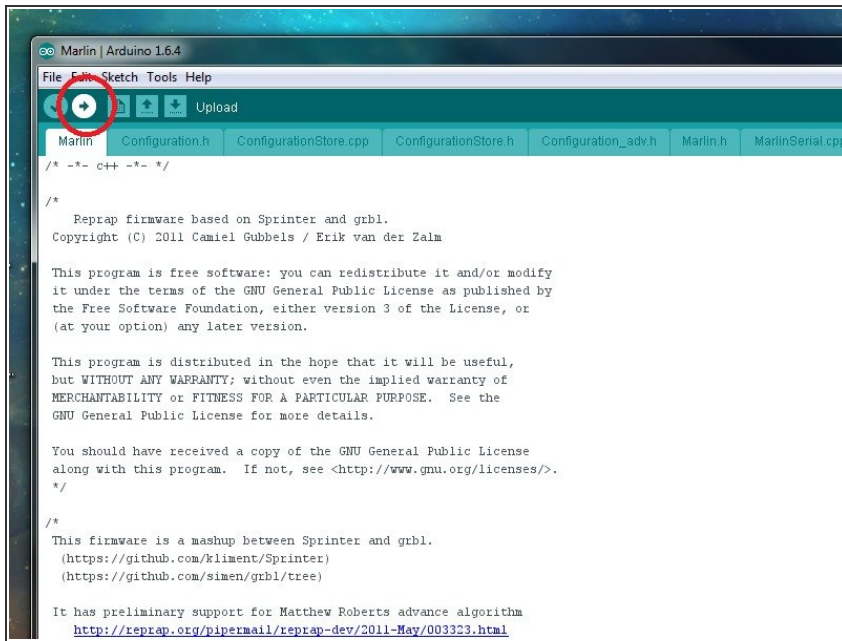 Marlin | Arduino 1.6.4
File Edit Sketch Tools Help
Upload
Marlin Configuration.h ConfigurationStore.cpp ConfigurationStore.h Configuration_adv.h Marlin.h MarlinSerial.cpp
/* -*- c++ -*- */
/*
Reprap firmware based on Sprinter and grbl.
Copyright (C) 2011 Camiel Gubbels / Erik van der Zalm
This program is free software: you can redistribute it and/or modify
it under the terms of the GNU General Public License as published by
the Free Software Foundation, either version 3 of the License, or
(at your option) any later version.
This program is distributed in the hope that it will be useful,
but WITHOUT ANY WARRANTY; without even the implied warranty of
MERCHANTABILITY or FITNESS FOR A PARTICULAR PURPOSE.  See the
GNU General Public License for more details.
You should have received a copy of the GNU General Public License
along with this program.  If not, see <http://www.gnu.org/licenses/>.
*/
/*
This firmware is a mashup between Sprinter and grbl.
(https://github.com/kliment/Sprinter)
(https://github.com/simen/grbl/tree)
It has preliminary support for Matthew Roberts advance algorithm
http://reprap.org/pipermail/reprap-dev/2011-May/003323.html